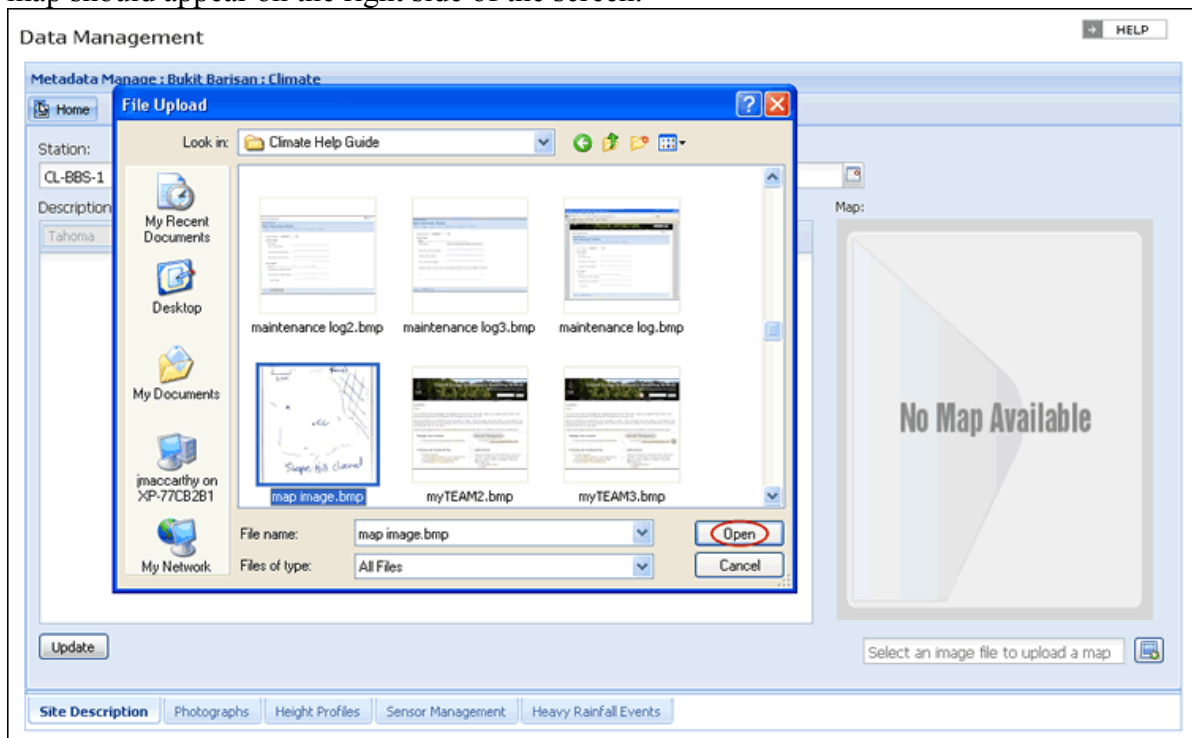 map should appear on the right side of the screen.
Data Management
HELP
Metadata Manage : Bukit Barisan : Climate
Home
File Upload
Station:
CL-BBS-1
Look in:
Climate Help Guide
Description
Tahoma
Map:
My Recent
Documents
Desktop
My Documents
jmaccarthy on
XP-77CB2B1
My Network
maintenance log2.bmp
maintenance log3.bmp
maintenance log.bmp
Slope
map image.bmp
myTEAM2.bmp
myTEAM3.bmp
File name:
map image.bmp
Open
Files of type:
All Files
Cancel
No Map Available
Update
Select an image file to upload a map
Site Description
Photographs
Height Profiles
Sensor Management
Heavy Rainfall Events